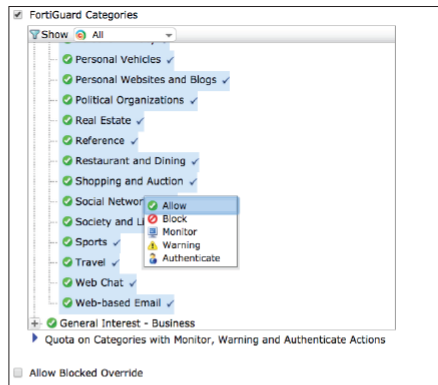 FortiGuard Categories
Show All
Personal Vehicles
Personal Websites and Blogs
Political Organizations
Real Estate
Reference
Restaurant and Dining
Shopping and Auction
Social Networ
Allow
Society and Li
Block
Monitor
Sports
Warning
Travel
Authenticate
Web Chat
Web-based Email
General Interest - Business
Quota on Categories with Monitor, Warning and Authenticate Actions
Allow Blocked Override